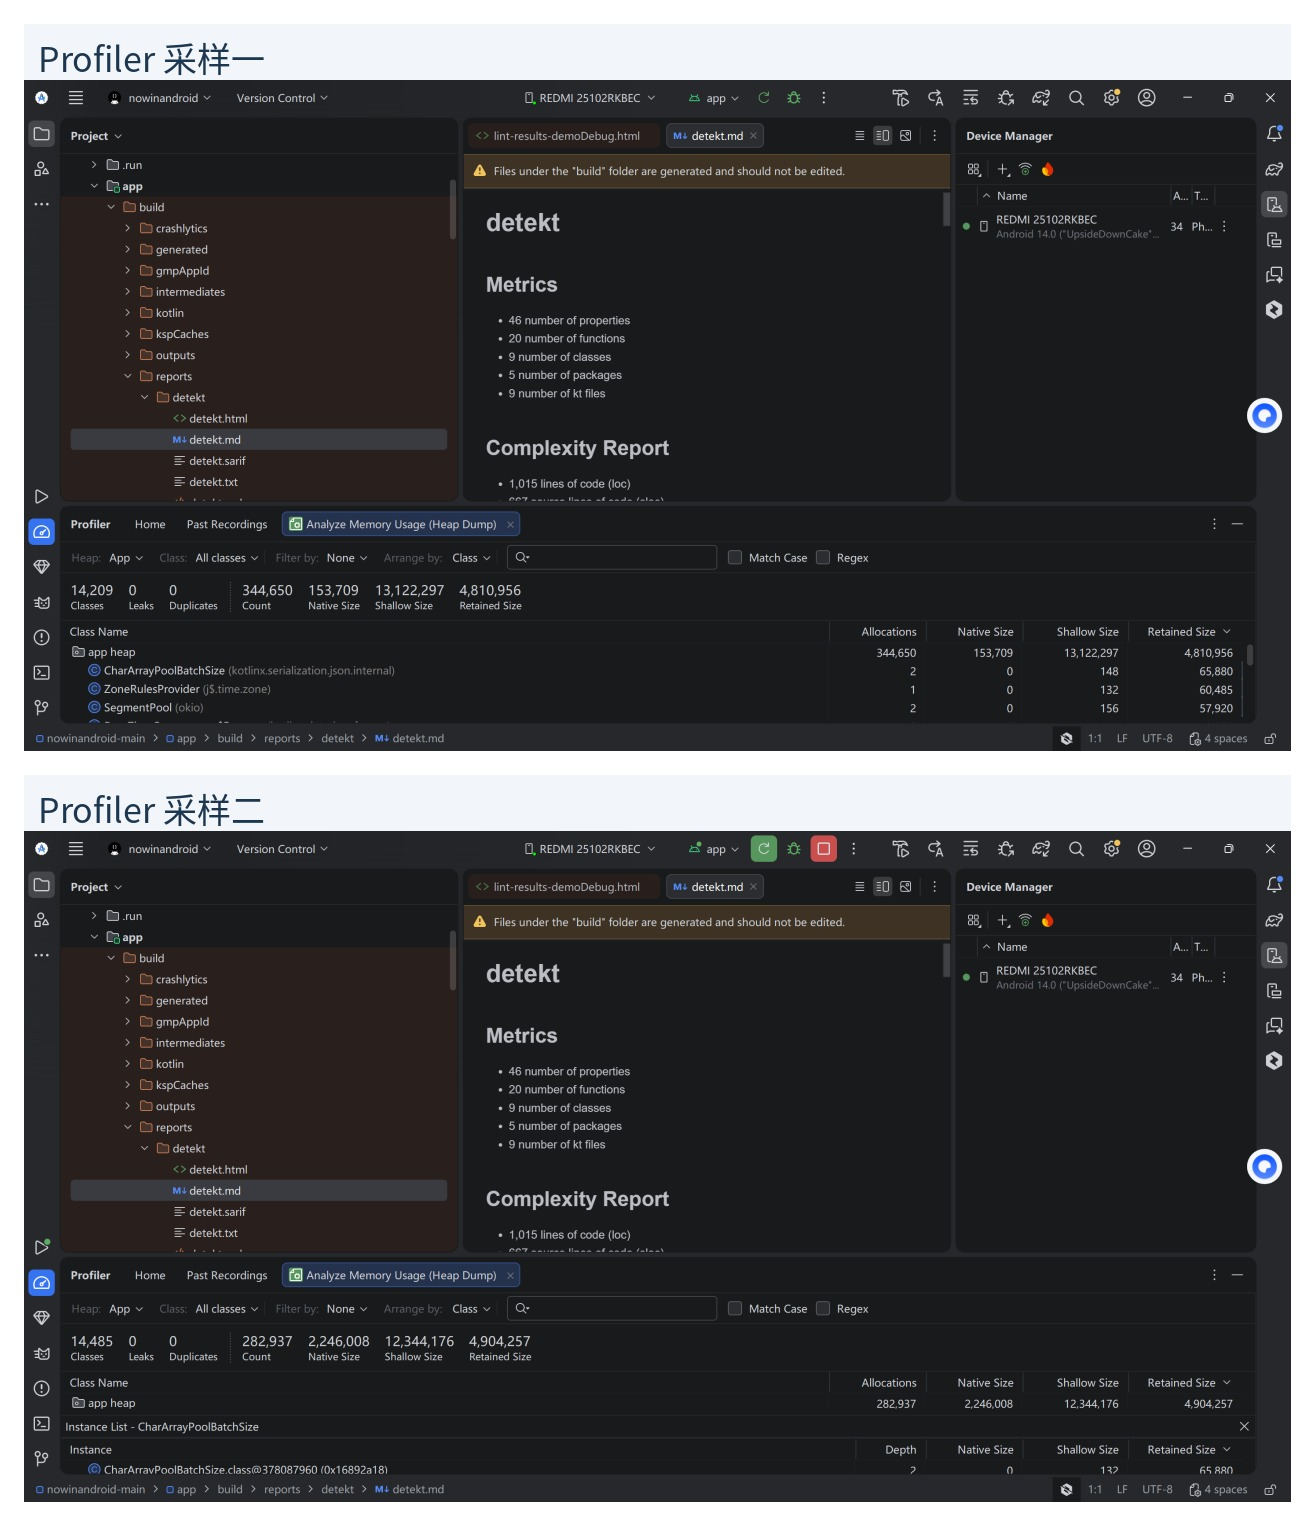 Profiler 采样一
nowinandroid Version Control REDMI 25102RKBEC app
Project lint-results-demoDebug.html detekt.md Device Manager
.run
app
build
crashlytics
generated
gmpAppId
intermediates
kotlin
kspCaches
outputs
reports
detekt
detekt.html
detekt.md
detekt.sarif
detekt.txt
Files under the "build" folder are generated and should not be edited.
detekt
Metrics
• 46 number of properties
• 20 number of functions
• 9 number of classes
• 5 number of packages
• 9 number of kt files
Complexity Report
• 1,015 lines of code (loc)
Name A... T...
REDMI 25102RKBEC 34 Ph...
Android 14.0 ("UpsideDownCake"...
Profiler Home Past Recordings Analyze Memory Usage (Heap Dump)
Heap: App Class: All classes Filter by: None Arrange by: Class Match Case Regex
14,209 0 0 344,650 153,709 13,122,297 4,810,956
Classes Leaks Duplicates Count Native Size Shallow Size Retained Size
Class Name Allocations Native Size Shallow Size Retained Size
app heap 344,650 153,709 13,122,297 4,810,956
CharArrayPoolBatchSize (kotlinx.serialization.json.internal) 2 0 148 65,880
ZoneRulesProvider (j$.time.zone) 1 0 132 60,485
SegmentPool (okio) 2 0 156 57,920
nowinandroid-main > app > build > reports > detekt > detekt.md 1:1 LF UTF-8 4 spaces
Profiler 采样二
nowinandroid Version Control REDMI 25102RKBEC app
Project lint-results-demoDebug.html detekt.md Device Manager
.run
app
build
crashlytics
generated
gmpAppId
intermediates
kotlin
kspCaches
outputs
reports
detekt
detekt.html
detekt.md
detekt.sarif
detekt.txt
Files under the "build" folder are generated and should not be edited.
detekt
Metrics
• 46 number of properties
• 20 number of functions
• 9 number of classes
• 5 number of packages
• 9 number of kt files
Complexity Report
• 1,015 lines of code (loc)
Name A... T...
REDMI 25102RKBEC 34 Ph...
Android 14.0 ("UpsideDownCake"...
Profiler Home Past Recordings Analyze Memory Usage (Heap Dump)
Heap: App Class: All classes Filter by: None Arrange by: Class Match Case Regex
14,485 0 0 282,937 2,246,008 12,344,176 4,904,257
Classes Leaks Duplicates Count Native Size Shallow Size Retained Size
Class Name Allocations Native Size Shallow Size Retained Size
app heap 282,937 2,246,008 12,344,176 4,904,257
Instance List - CharArrayPoolBatchSize
Instance Depth Native Size Shallow Size Retained Size
CharArrayPoolBatchSize.class@378087960 (0x16892a18) 2 0 132 65,880
nowinandroid-main > app > build > reports > detekt > detekt.md 1:1 LF UTF-8 4 spaces